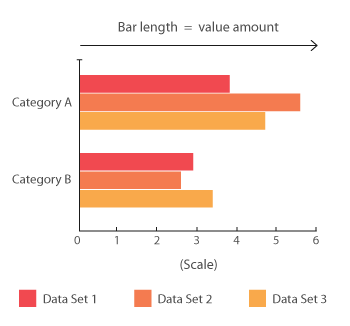 Bar length = value amount
Category A
Category B
0 1 2 3 4 5 6
(Scale)
Data Set 1 Data Set 2 Data Set 3